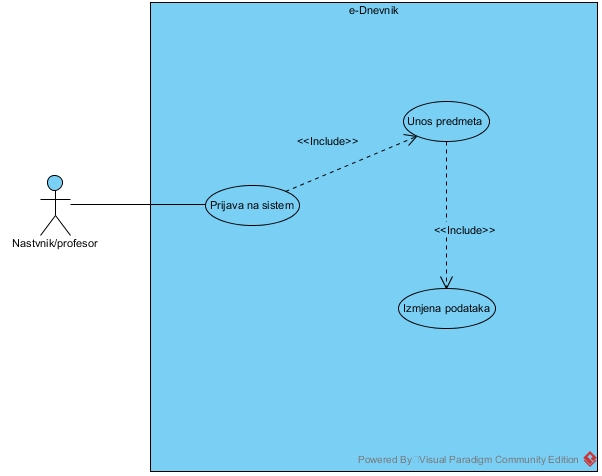 e-Dnevnik
Unos predmeta
<<Include>>
Prijava na sistem
Nastvnik/profesor
<<Include>>
Izmjena podataka
Powered By Visual Paradigm Community Edition